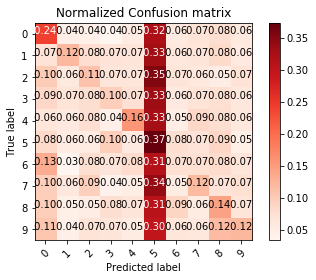 Normalized Confusion matrix
0 0.24 0.04 0.04 0.04 0.05 0.32 0.06 0.07 0.08 0.06
1 0.07 0.12 0.08 0.07 0.06 0.33 0.06 0.07 0.08 0.06
2 0.10 0.06 0.11 0.07 0.07 0.35 0.07 0.06 0.05 0.07
3 0.09 0.07 0.08 0.10 0.06 0.33 0.06 0.07 0.08 0.06
4 0.06 0.06 0.08 0.04 0.16 0.33 0.05 0.09 0.08 0.06
5 0.08 0.06 0.06 0.10 0.06 0.37 0.08 0.07 0.09 0.05
6 0.13 0.03 0.08 0.07 0.08 0.31 0.07 0.07 0.08 0.07
7 0.10 0.06 0.09 0.04 0.05 0.34 0.07 0.12 0.07 0.07
8 0.10 0.05 0.05 0.08 0.07 0.31 0.09 0.06 0.07
9 0.11 0.04 0.07 0.07 0.05 0.30 0.06 0.06 0.12 0.12
True label
0 1 2 3 4 5 6 7 8 9
Predicted label
0.35
0.30
0.25
0.20
0.15
0.10
0.05